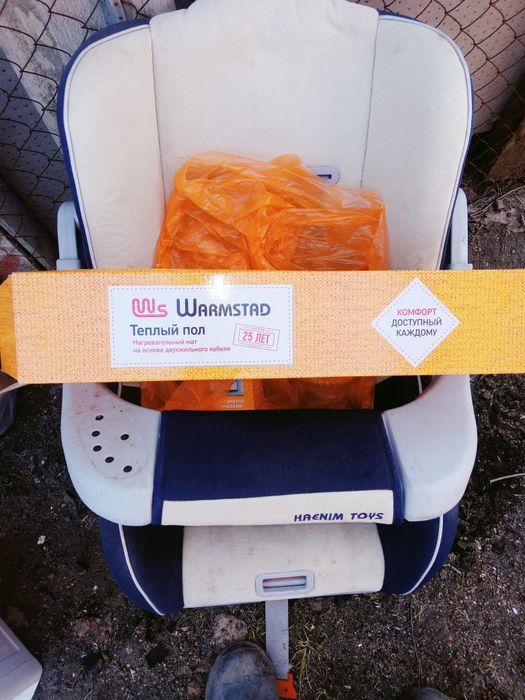 Ws WARMSTAD
Теплый пол
Нагревательный мат
на основе двухжильного кабеля
25 ЛЕТ
КОМФОРТ
ДОСТУПНЫЙ
КАЖДОМУ
HAENIM TOYS